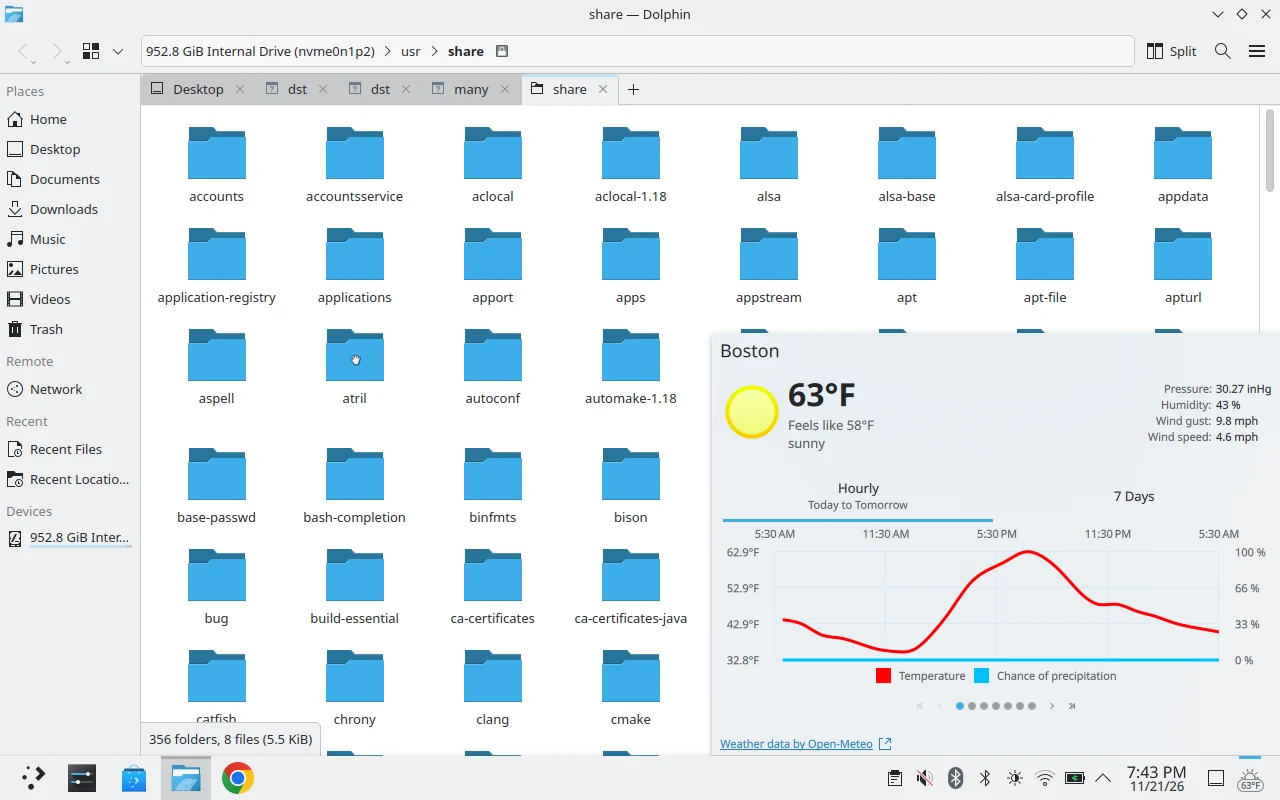 share — Dolphin
952.8 GiB Internal Drive (nvme0n1p2) usr share
Split
Desktop dst dst many share
Places
Home
Desktop
Documents
Downloads
Music
Pictures
Videos
Trash
Remote
Network
Recent
Recent Files
Recent Locatio...
Devices
952.8 GiB Inter...
accounts accountsservice aclocal aclocal-1.18 alsa alsa-base alsa-card-profile appdata
application-registry applications apport apps appstream apt apt-file apturl
aspell atril autoconf automake-1.18
base-passwd bash-completion binfmts bison
bug build-essential ca-certificates ca-certificates-java
catfish chrony clang cmake
356 folders, 8 files (5.5 KiB)
Boston
63°F
Feels like 58°F
sunny
Pressure: 30.27 inHg
Humidity: 43 %
Wind gust: 9.8 mph
Wind speed: 4.6 mph
Hourly
Today to Tomorrow
7 Days
5:30 AM 11:30 AM 5:30 PM 11:30 PM 5:30 AM
62.9°F 100 %
52.9°F 66 %
42.9°F 33 %
32.8°F 0 %
Temperature Chance of precipitation
Weather data by Open-Meteo
7:43 PM
11/21/26
63°F